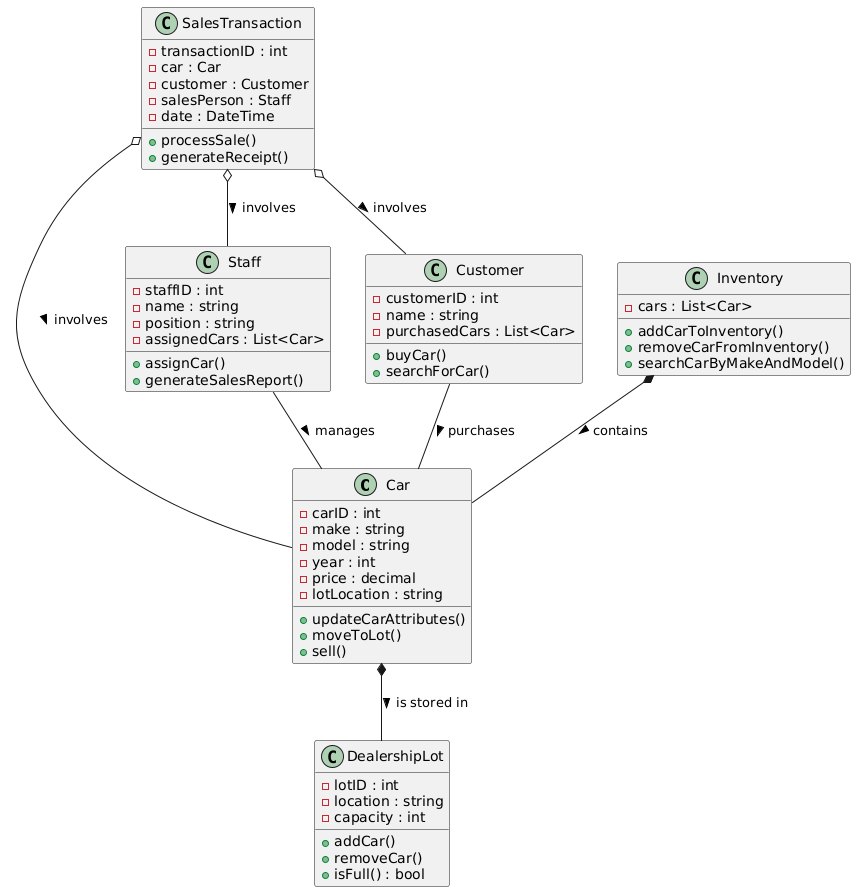 C SalesTransaction
transactionID : int
car : Car
customer : Customer
salesPerson : Staff
date : DateTime
processSale()
generateReceipt()
involves
involves
involves
C Staff
staffID : int
name : string
position : string
assignedCars : List<Car>
assignCar()
generateSalesReport()
C Customer
customerID : int
name : string
purchasedCars : List<Car>
buyCar()
searchForCar()
C Inventory
cars : List<Car>
addCarToInventory()
removeCarFromInventory()
searchCarByMakeAndModel()
manages
purchases
contains
C Car
carID : int
make : string
model : string
year : int
price : decimal
lotLocation : string
updateCarAttributes()
moveToLot()
sell()
is stored in
C DealershipLot
lotID : int
location : string
capacity : int
addCar()
removeCar()
isFull() : bool